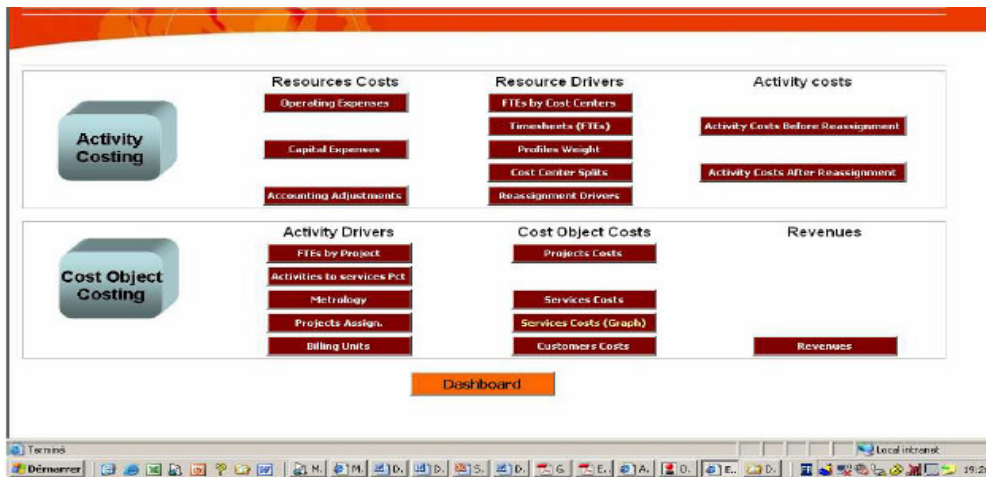 Resources Costs
Resource Drivers
Activity costs
Activity
Costing
Operating Expenses
Capital Expenses
Accounting Adjustments
FTEs by Cost Centers
Timesheets (FTEs)
Profiles Weight
Cost Center Splits
Reassignment Drivers
Activity Costs Before Reassignment
Activity Costs After Reassignment
Activity Drivers
Cost Object Costs
Revenues
Cost Object
Costing
FTEs by Project
Activities to services Pct
Metrology
Projects Assign.
Billing Units
Projects Costs
Services Costs
Services Costs (Graph)
Customers Costs
Revenues
Dashboard
Terminé
Local intranet
Démarrer